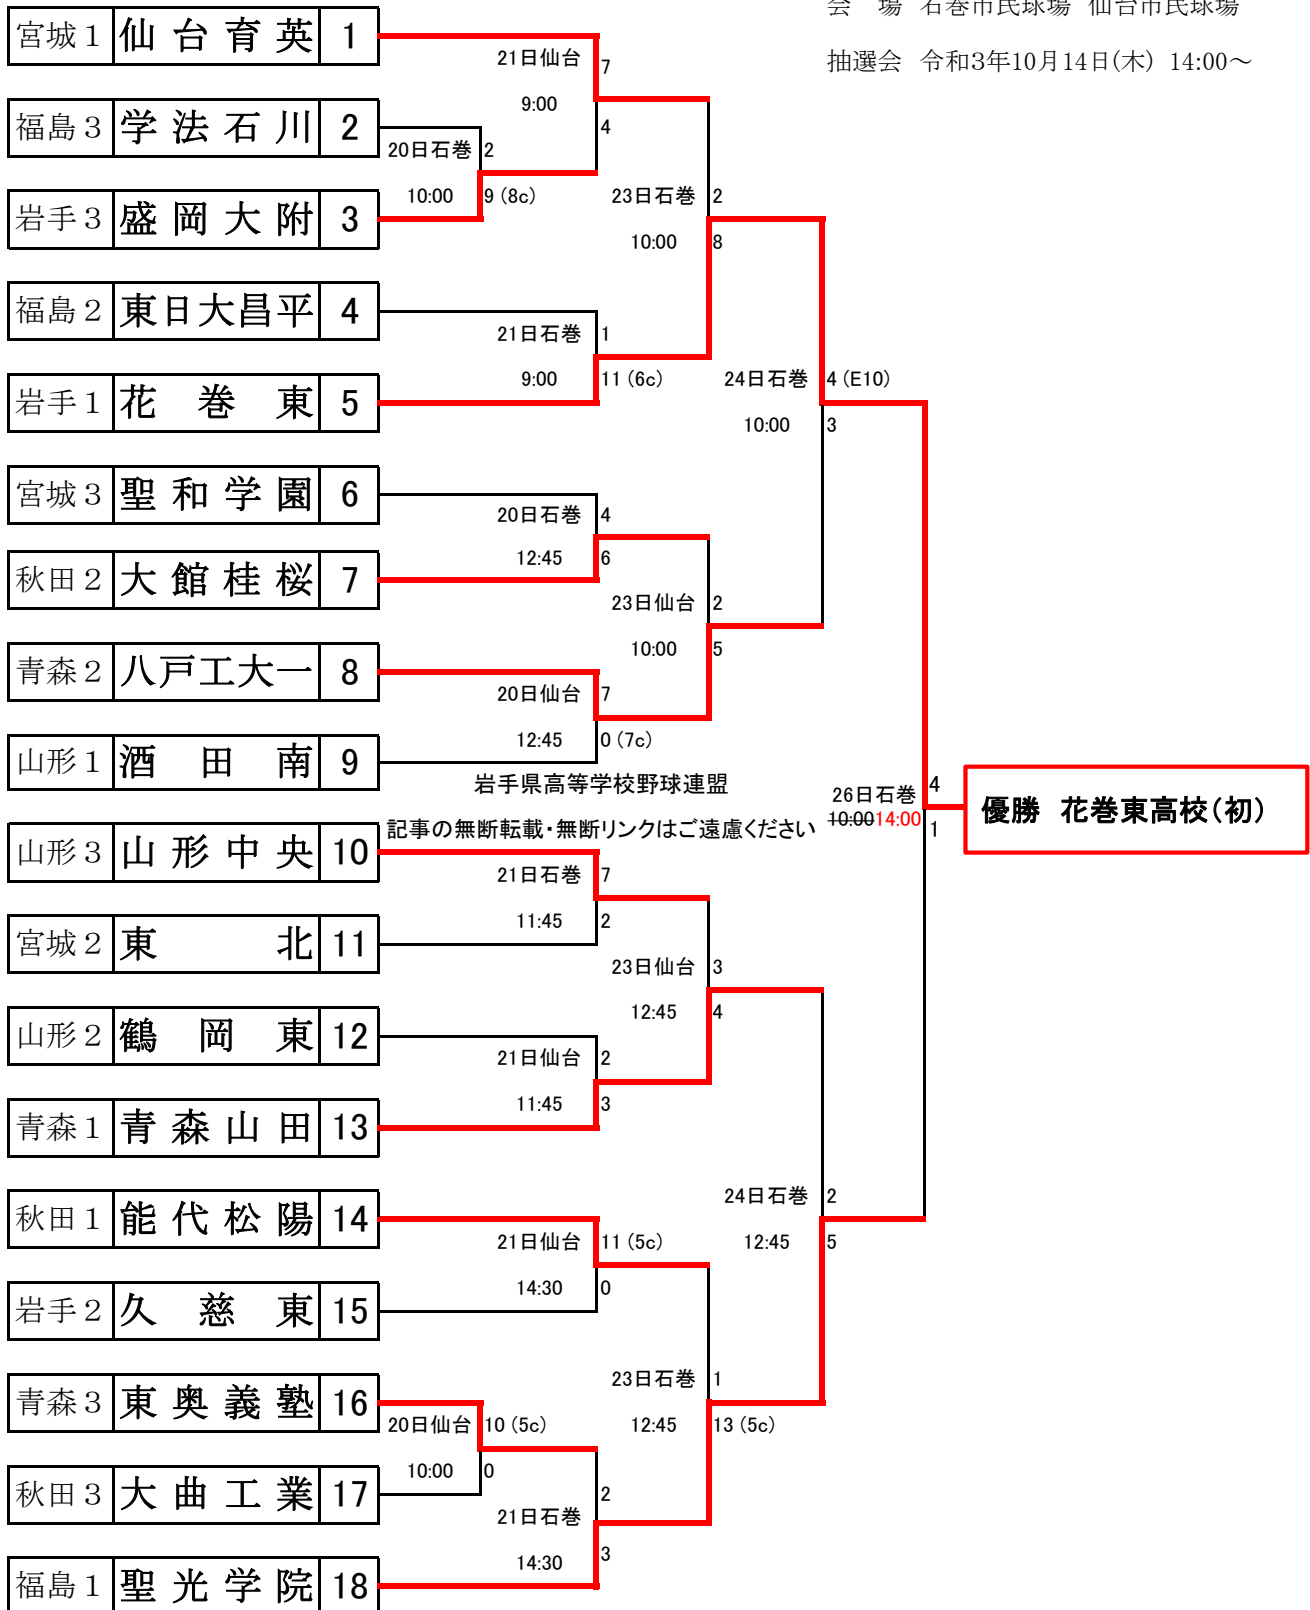 会　場 石巻市民球場 仙台市民球場
抽選会 令和3年10月14日(木) 14:00～
宮城１ 仙台育英 1
21日仙台 7
9:00
4
福島３ 学法石川 2
20日石巻 2
10:00 9 (8c)
岩手３ 盛岡大附 3
23日石巻 2
10:00 8
福島２ 東日大昌平 4
21日石巻 1
9:00 11 (6c)
岩手１ 花巻東 5
24日石巻 4 (E10)
10:00 3
宮城３ 聖和学園 6
20日石巻 4
12:45 6
秋田２ 大館桂桜 7
23日仙台 2
10:00 5
青森２ 八戸工大一 8
20日仙台 7
12:45 0 (7c)
山形１ 酒田南 9
岩手県高等学校野球連盟
記事の無断転載・無断リンクはご遠慮ください
26日石巻 4
10:00 14:00 1
優勝 花巻東高校(初)
山形３ 山形中央 10
21日石巻 7
11:45 2
宮城２ 東北 11
23日仙台 3
12:45 4
山形２ 鶴岡東 12
21日仙台 2
11:45 3
青森１ 青森山田 13
24日石巻 2
12:45 5
秋田１ 能代松陽 14
21日仙台 11 (5c)
14:30 0
岩手２ 久慈東 15
23日石巻 1
12:45 13 (5c)
青森３ 東奥義塾 16
20日仙台 10 (5c)
10:00 0
秋田３ 大曲工業 17
2
21日石巻
14:30 3
福島１ 聖光学院 18